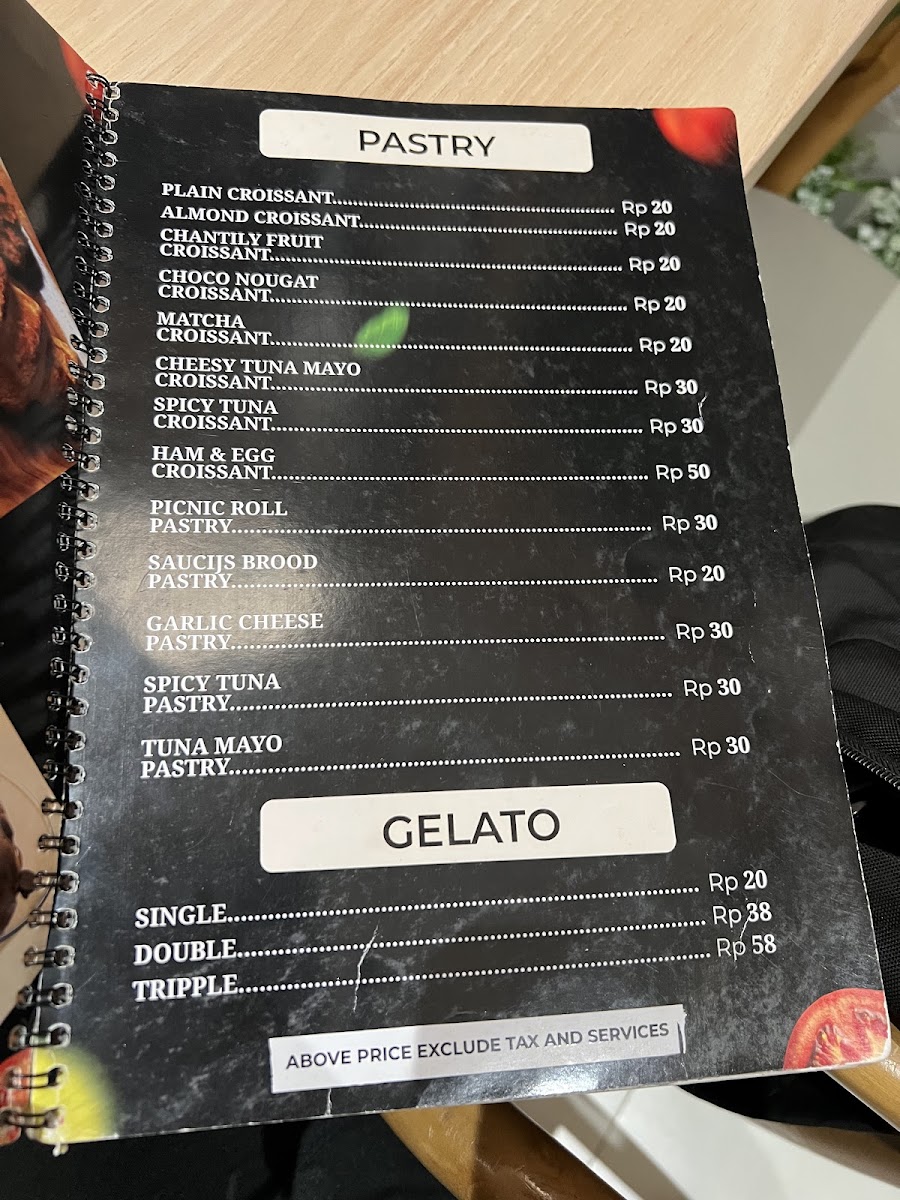 PASTRY
PLAIN CROISSANT........ Rp 20
ALMOND CROISSANT........ Rp 20
CHANTILY FRUIT
CROISSANT........ Rp 20
CHOCO NOUGAT
CROISSANT........ Rp 20
MATCHA
CROISSANT........ Rp 20
CHEESY TUNA MAYO
CROISSANT........ Rp 30
SPICY TUNA
CROISSANT........ Rp 30
HAM & EGG
CROISSANT........ Rp 50
PICNIC ROLL
PASTRY........ Rp 30
SAUCIJS BROOD
PASTRY........ Rp 20
GARLIC CHEESE
PASTRY........ Rp 30
SPICY TUNA
PASTRY........ Rp 30
TUNA MAYO
PASTRY........ Rp 30
GELATO
SINGLE........ Rp 20
DOUBLE........ Rp 38
TRIPPLE........ Rp 58
ABOVE PRICE EXCLUDE TAX AND SERVICES